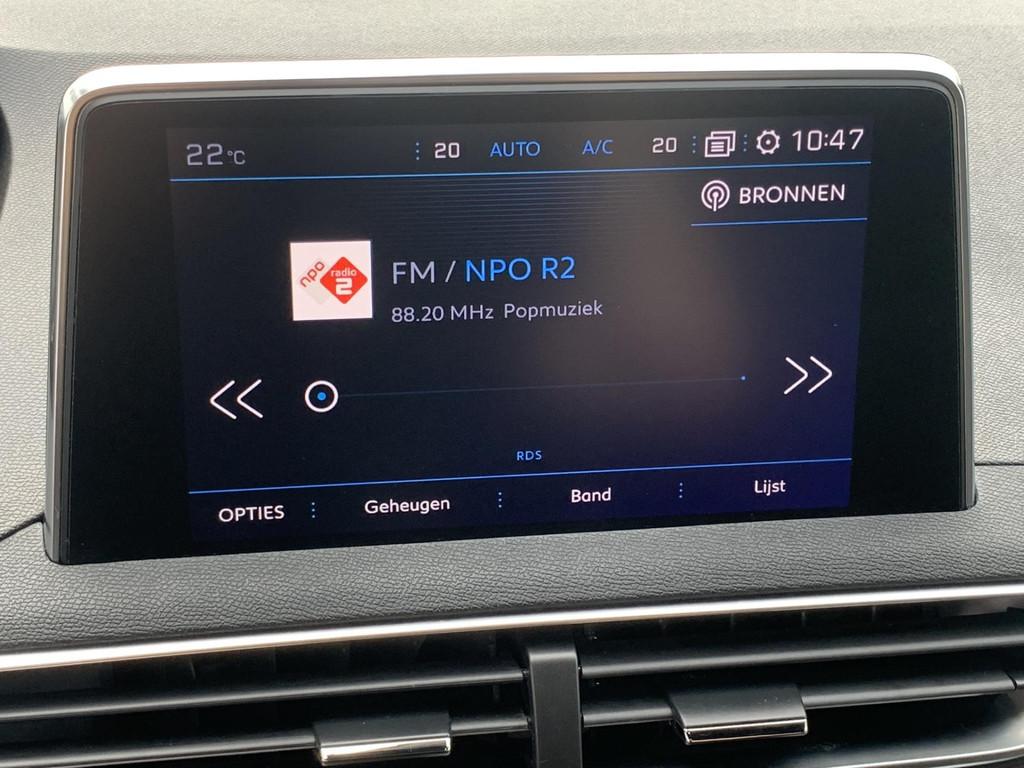 22°C 20 AUTO A/C 20 10:47
BRONNEN
npo radio 2
FM / NPO R2
88.20 MHz Popmuziek
RDS
OPTIES Geheugen Band Lijst